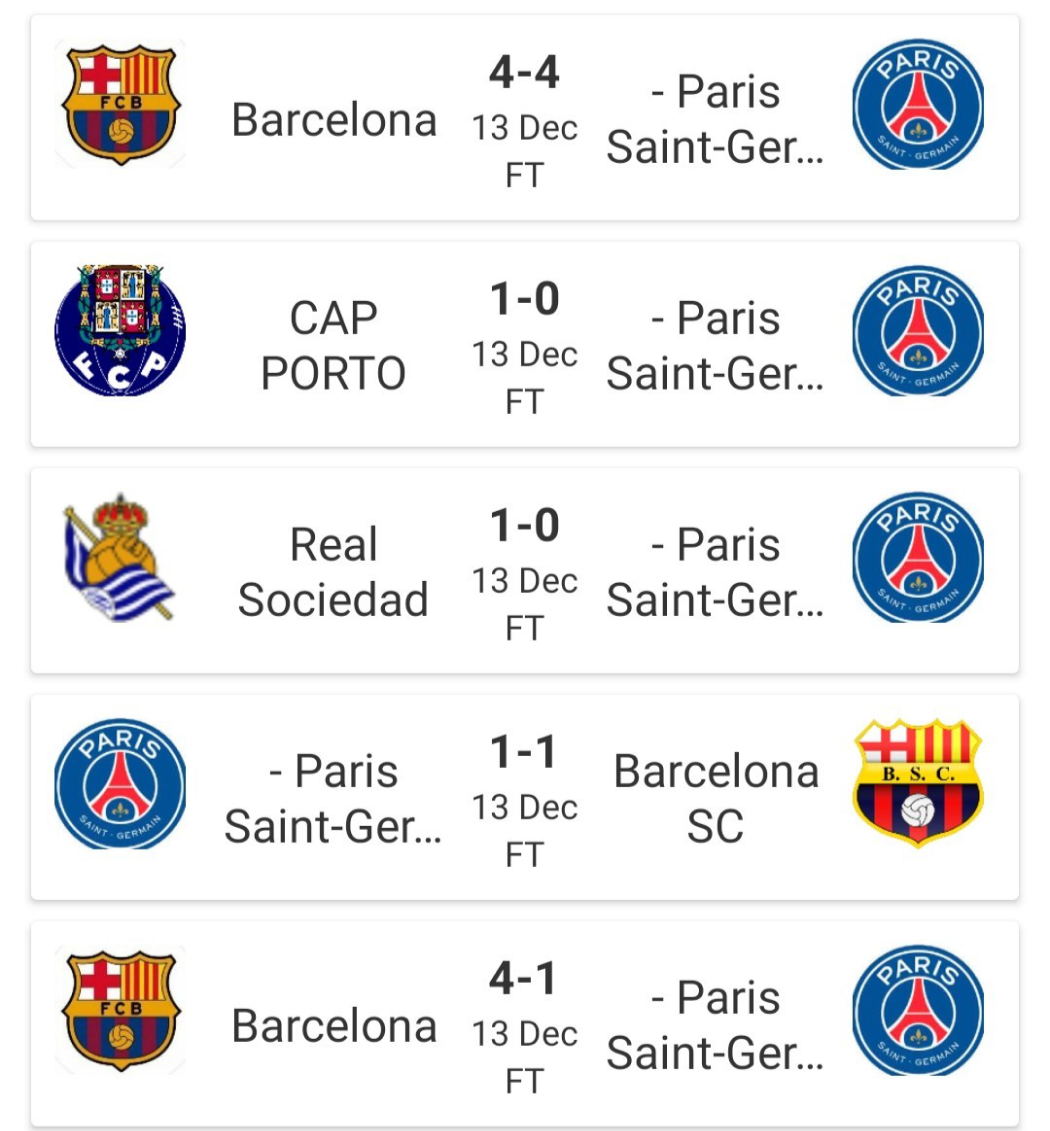 FCB
Barcelona
4-4
13 Dec
FT
- Paris
Saint-Ger...
PARIS
SAINT-GERMAIN
FCP
CAP
PORTO
1-0
13 Dec
FT
- Paris
Saint-Ger...
PARIS
SAINT-GERMAIN
Real
Sociedad
1-0
13 Dec
FT
- Paris
Saint-Ger...
PARIS
SAINT-GERMAIN
PARIS
SAINT-GERMAIN
- Paris
Saint-Ger...
1-1
13 Dec
FT
Barcelona
SC
B. S. C.
FCB
Barcelona
4-1
13 Dec
FT
- Paris
Saint-Ger...
PARIS
SAINT-GERMAIN